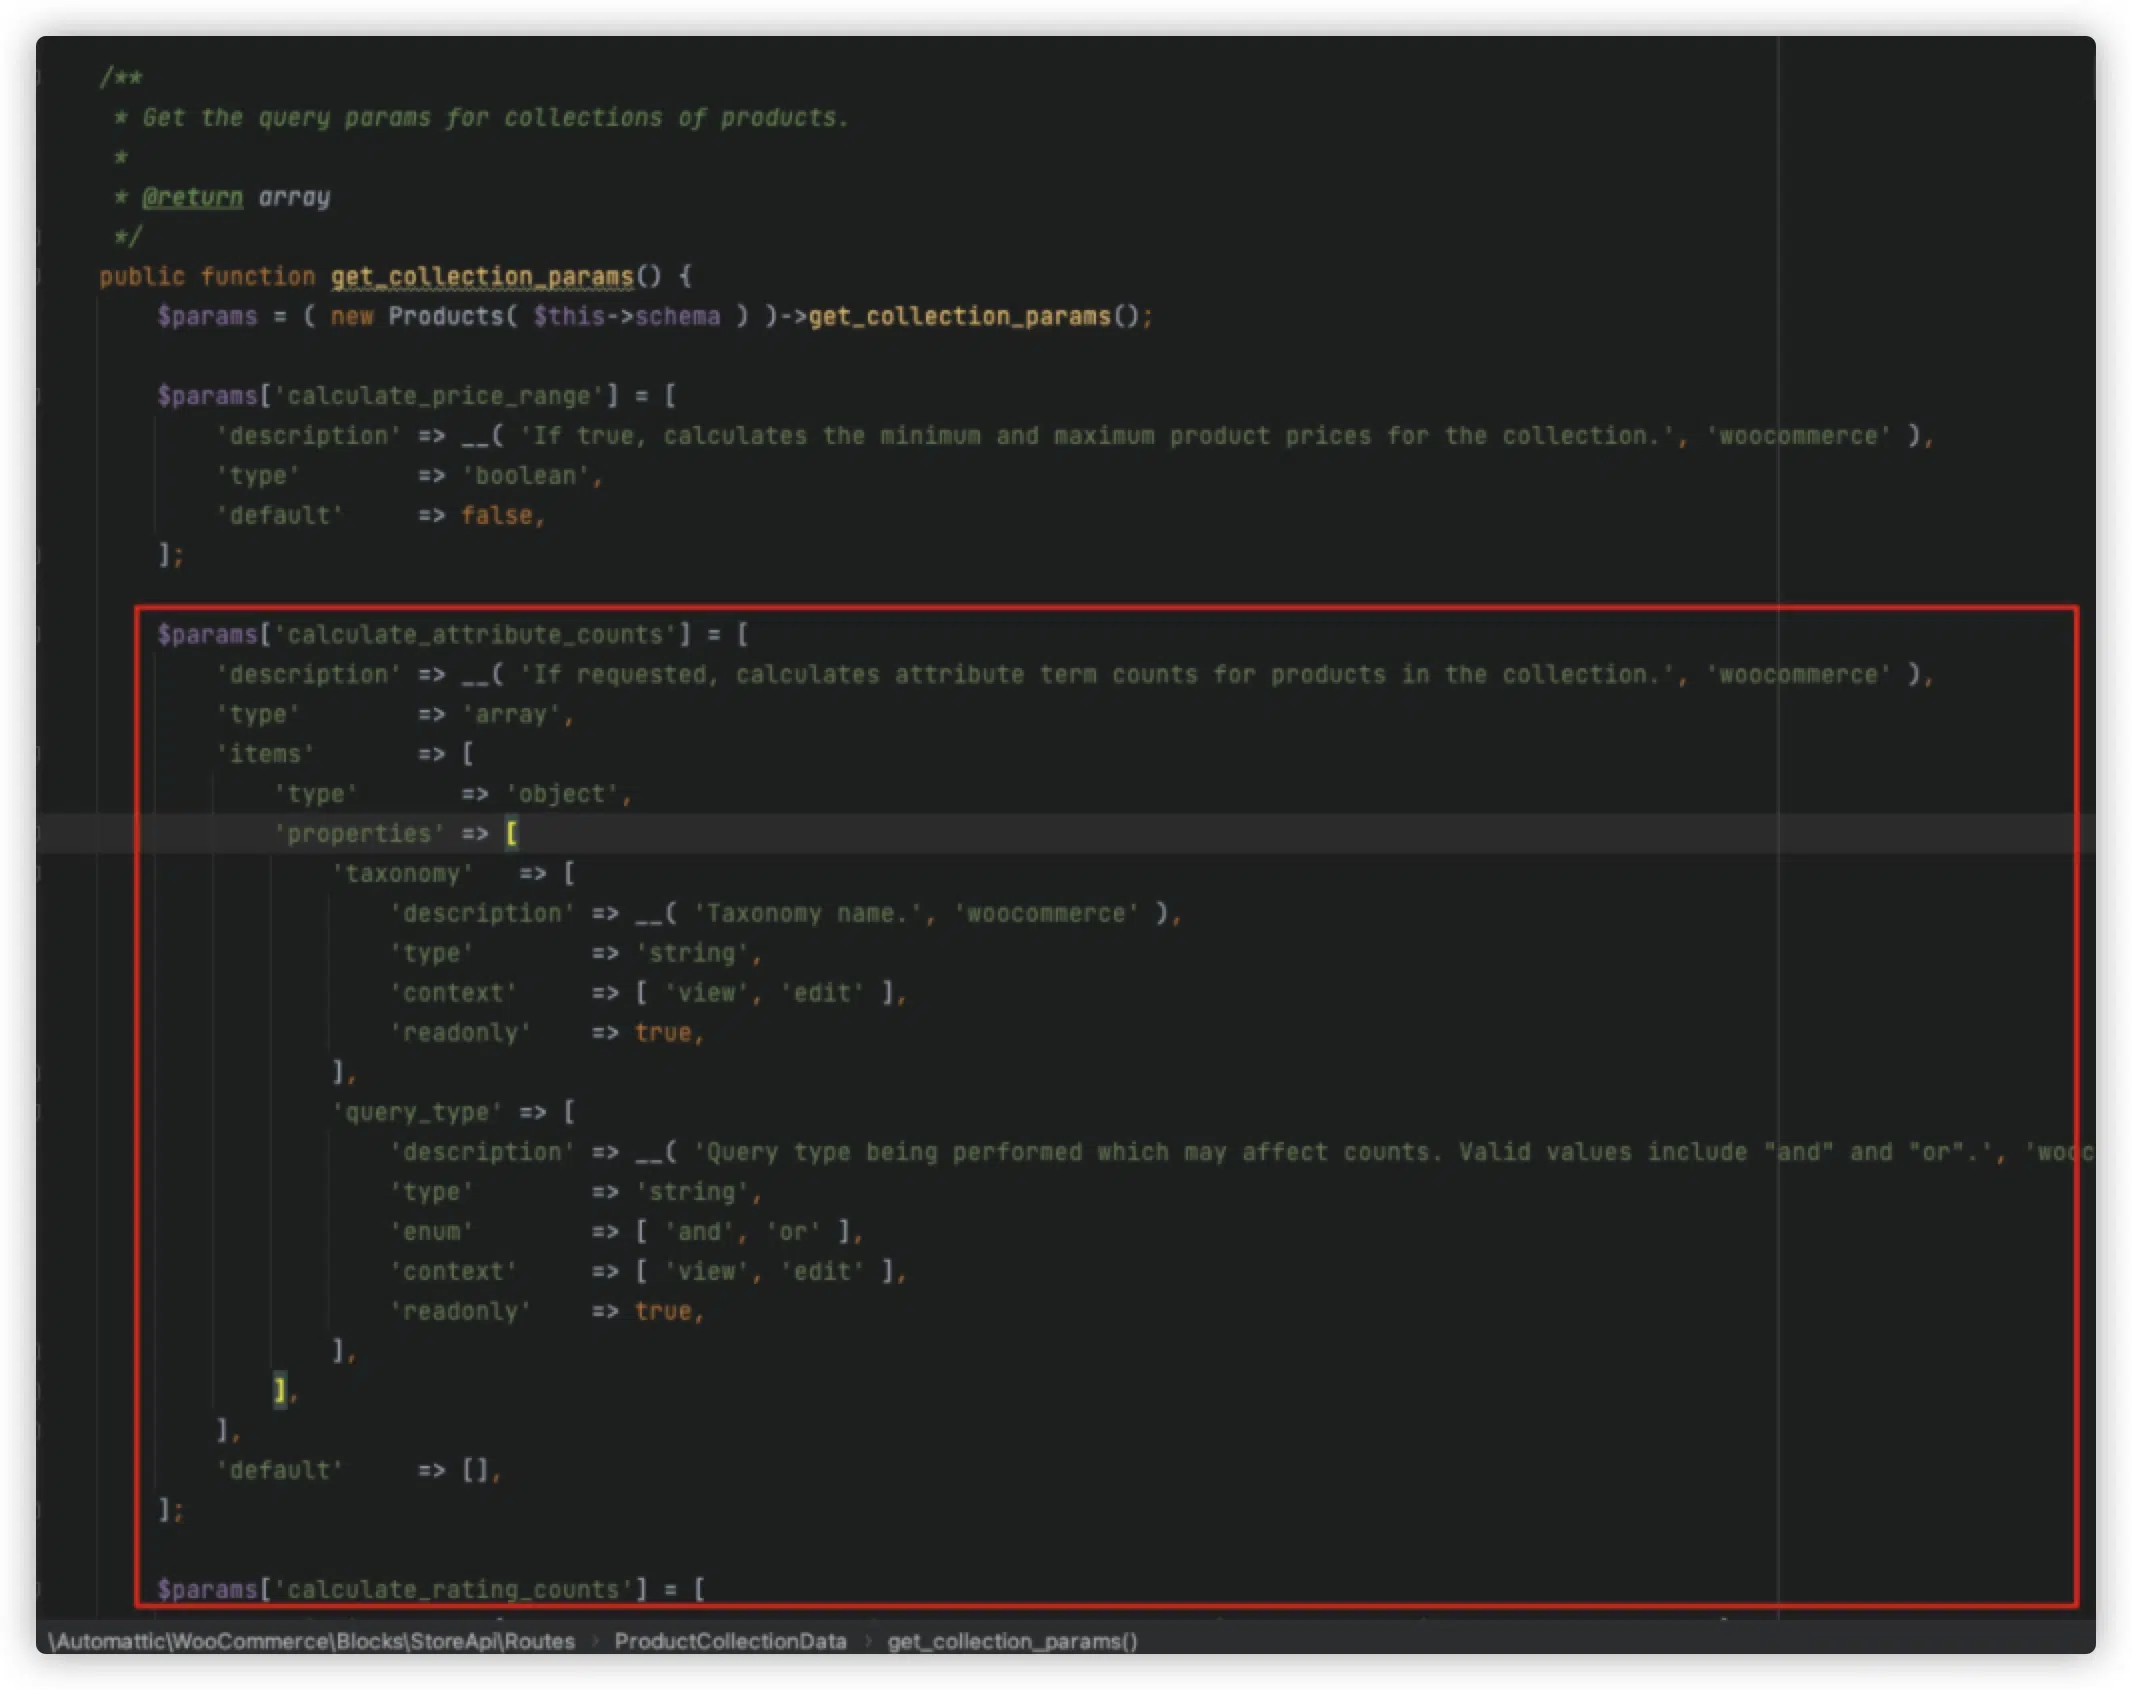 /**
 * Get the query params for collections of products.
 *
 * @return array
 */
public function get_collection_params() {
    $params = ( new Products( $this->schema ) )->get_collection_params();

    $params['calculate_price_range'] = [
        'description' => __( 'If true, calculates the minimum and maximum product prices for the collection.', 'woocommerce' ),
        'type'        => 'boolean',
        'default'     => false,
    ];

    $params['calculate_attribute_counts'] = [
        'description' => __( 'If requested, calculates attribute term counts for products in the collection.', 'woocommerce' ),
        'type'        => 'array',
        'items'       => [
            'type'       => 'object',
            'properties' => [
                'taxonomy'   => [
                    'description' => __( 'Taxonomy name.', 'woocommerce' ),
                    'type'        => 'string',
                    'context'     => [ 'view', 'edit' ],
                    'readonly'    => true,
                ],
                'query_type' => [
                    'description' => __( 'Query type being performed which may affect counts. Valid values include "and" and "or".', 'wooc
                    'type'        => 'string',
                    'enum'        => [ 'and', 'or' ],
                    'context'     => [ 'view', 'edit' ],
                    'readonly'    => true,
                ],
            ],
        ],
        'default'     => [],
    ];

    $params['calculate_rating_counts'] = [
\Automattic\WooCommerce\Blocks\StoreApi\Routes › ProductCollectionData › get_collection_params()